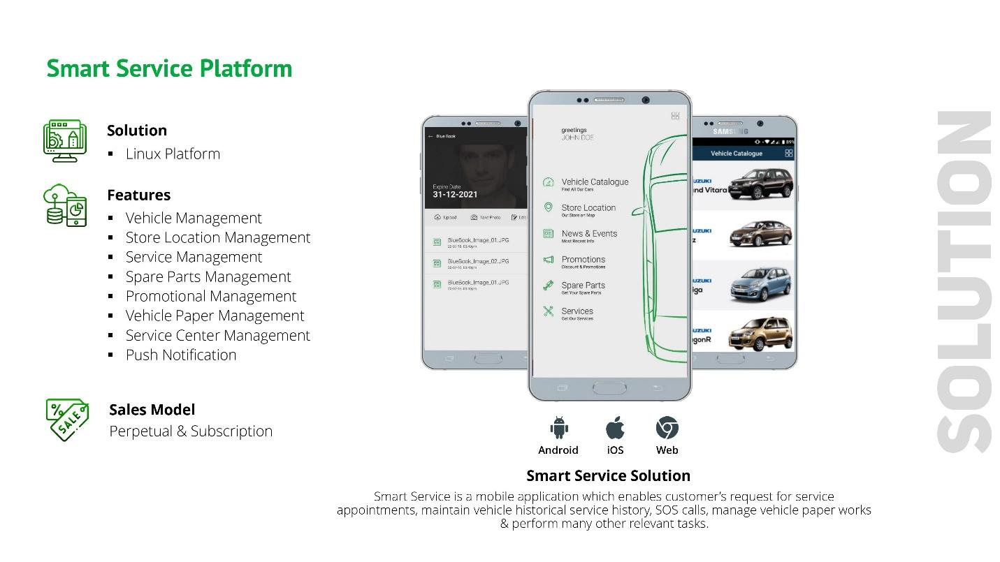 Smart Service Platform
Solution
▪ Linux Platform
Features
▪ Vehicle Management
▪ Store Location Management
▪ Service Management
▪ Spare Parts Management
▪ Promotional Management
▪ Vehicle Paper Management
▪ Service Center Management
▪ Push Notification
% SALE
Sales Model
Perpetual & Subscription
← Blue Book
Expire Date
31-12-2021
Upload Take Photo Edit
BlueBook_Image_01.JPG
BlueBook_Image_02.JPG
BlueBook_Image_01.JPG
greetings
JOHN DOE
Vehicle Catalogue
Find All Our Cars
Store Location
Our Store on Map
News & Events
Most Recent Info
Promotions
Discount & Promotions
Spare Parts
Get Your Spare Parts
Services
Get Our Services
SAMSUNG
89%
Vehicle Catalogue
UZUKI
nd Vitara
UZUKI
z
UZUKI
iga
UZUKI
gonR
Android iOS Web
Smart Service Solution
Smart Service is a mobile application which enables customer’s request for service
appointments, maintain vehicle historical service history, SOS calls, manage vehicle paper works
& perform many other relevant tasks.
SOLUTION